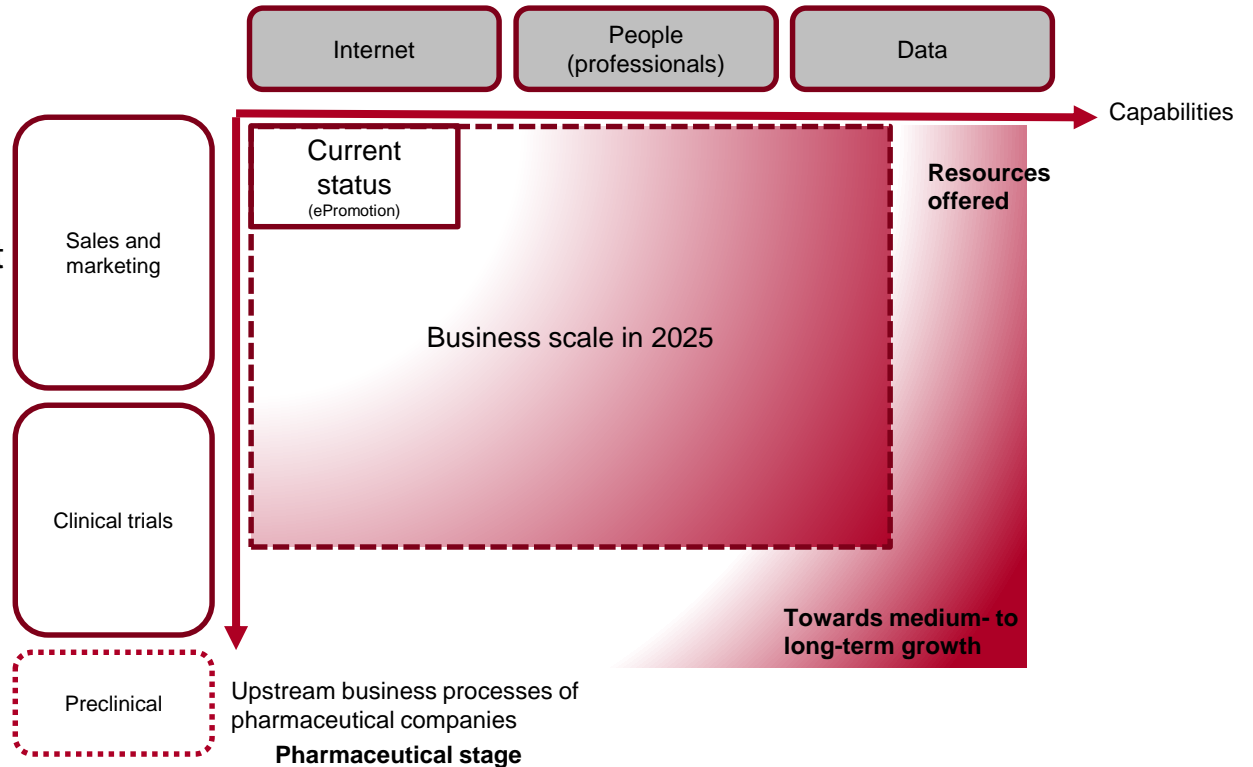 Internet
People
(professionals)
Data
Capabilities
Current
status
(ePromotion)
Resources
offered
Sales and
marketing
Business scale in 2025
Clinical trials
Towards medium- to
long-term growth
Preclinical
Upstream business processes of
pharmaceutical companies
Pharmaceutical stage